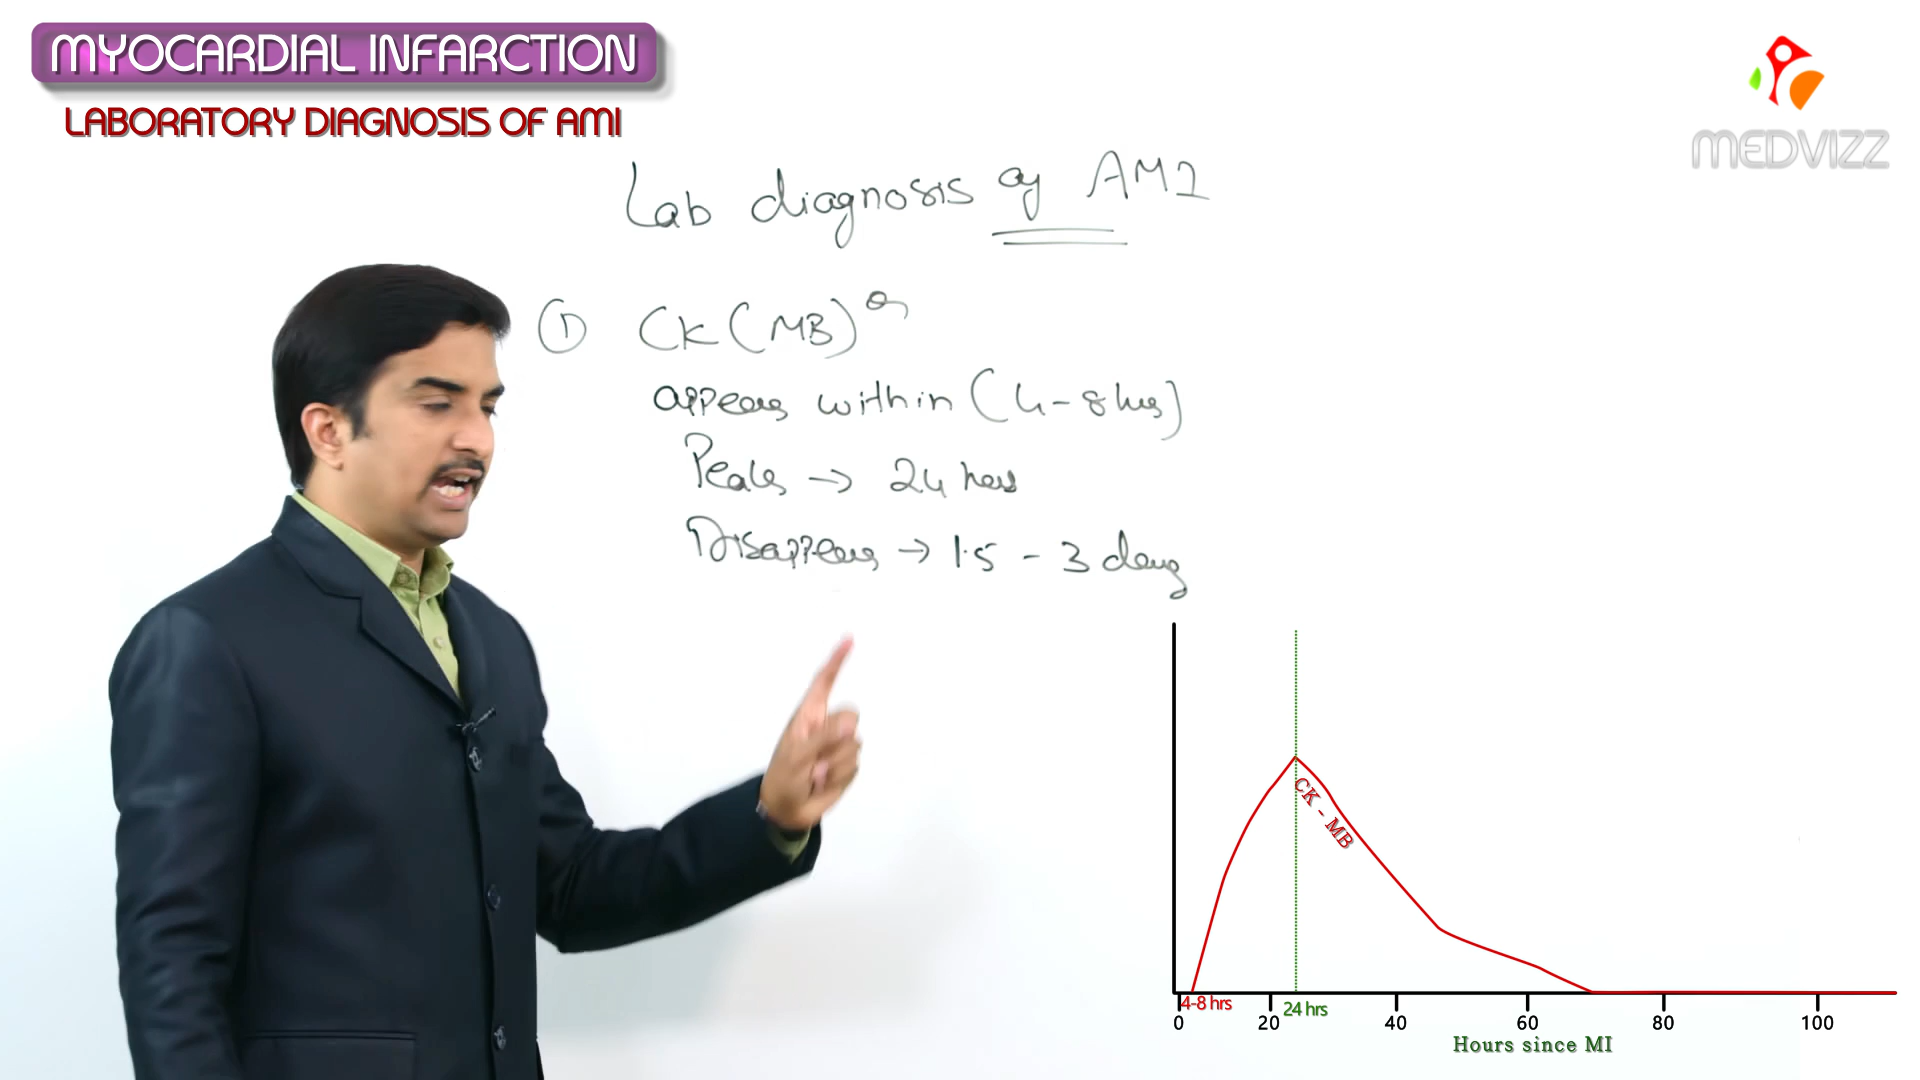 MYOCARDIAL INFARCTION
LABORATORY DIAGNOSIS OF AMI
MEDVIZZ
Lab diagnosis of AMI
① CK (MB)
appears within (4-8 hrs)
Peaks → 24 hrs
Disappears → 1.5 - 3 days
CK - MB
4-8 hrs
24 hrs
0 20 40 60 80 100
Hours since MI